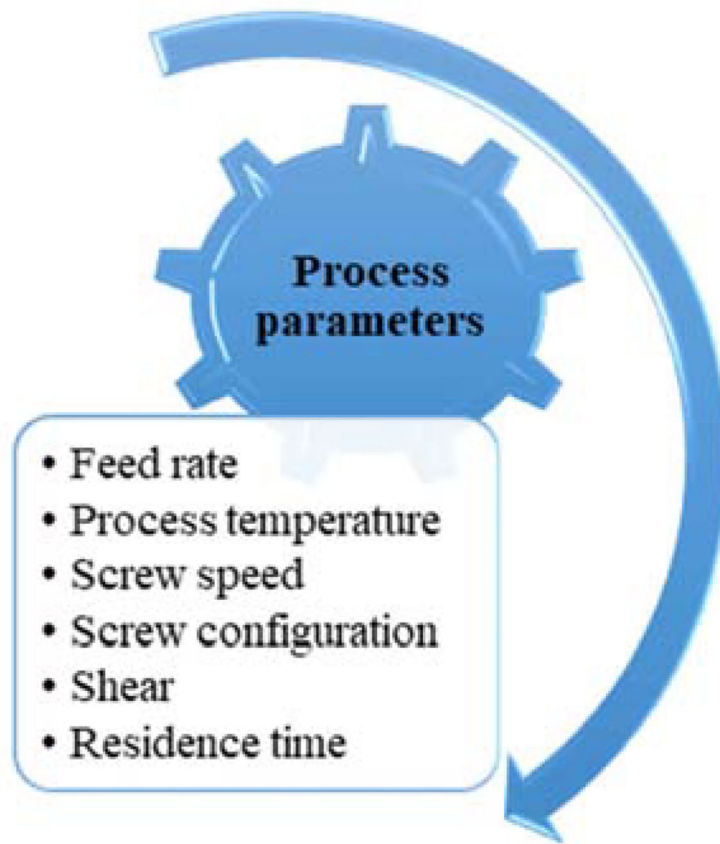 Process
parameters
• Feed rate
• Process temperature
• Screw speed
• Screw configuration
• Shear
• Residence time